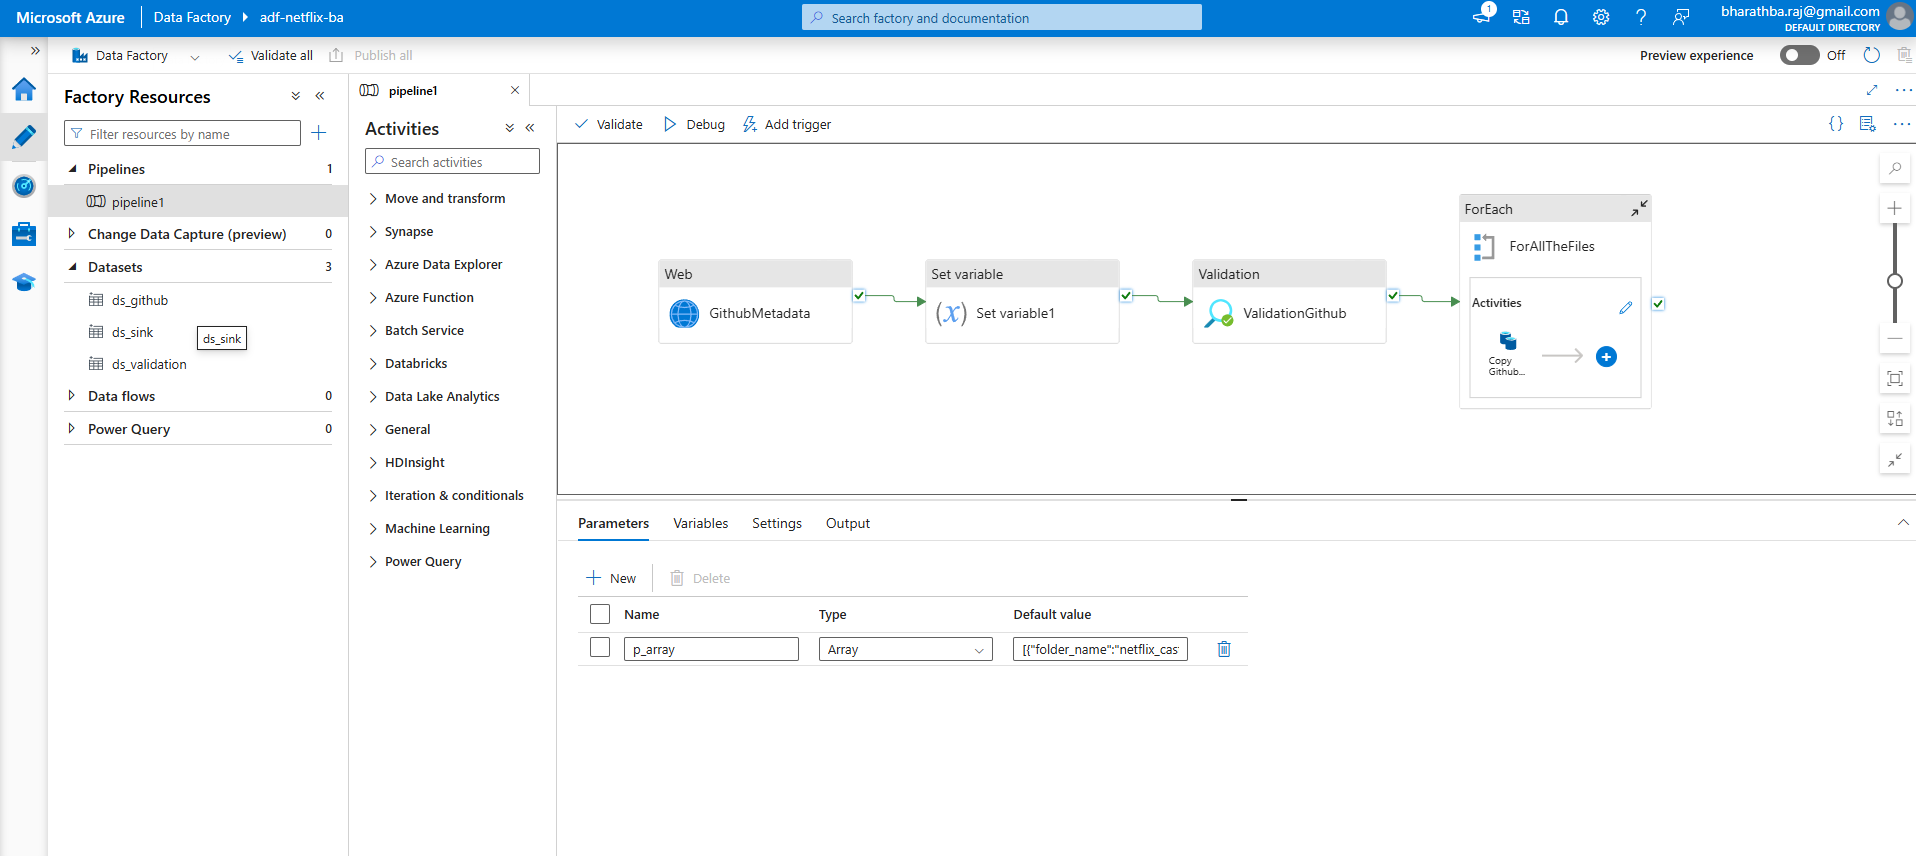 Microsoft Azure
Data Factory
adf-netflix-ba
Search factory and documentation
1
bharathba.raj@gmail.com
DEFAULT DIRECTORY
Data Factory
Validate all
Publish all
Preview experience
Off
Factory Resources
Filter resources by name
Pipelines
1
pipeline1
Change Data Capture (preview)
0
Datasets
3
ds_github
ds_sink
ds_sink
ds_validation
Data flows
0
Power Query
0
pipeline1
Activities
Search activities
Move and transform
Synapse
Azure Data Explorer
Azure Function
Batch Service
Databricks
Data Lake Analytics
General
HDInsight
Iteration & conditionals
Machine Learning
Power Query
Validate
Debug
Add trigger
Web
GithubMetadata
Set variable
(x)
Set variable1
Validation
ValidationGithub
ForEach
ForAllTheFiles
Activities
Copy
Github...
Parameters
Variables
Settings
Output
New
Delete
Name
Type
Default value
p_array
Array
[{"folder_name":"netflix_cas